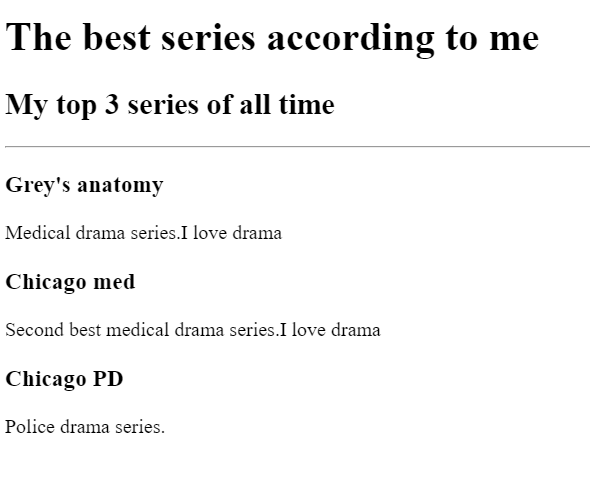 The best series according to me
My top 3 series of all time
Grey's anatomy
Medical drama series.I love drama
Chicago med
Second best medical drama series.I love drama
Chicago PD
Police drama series.